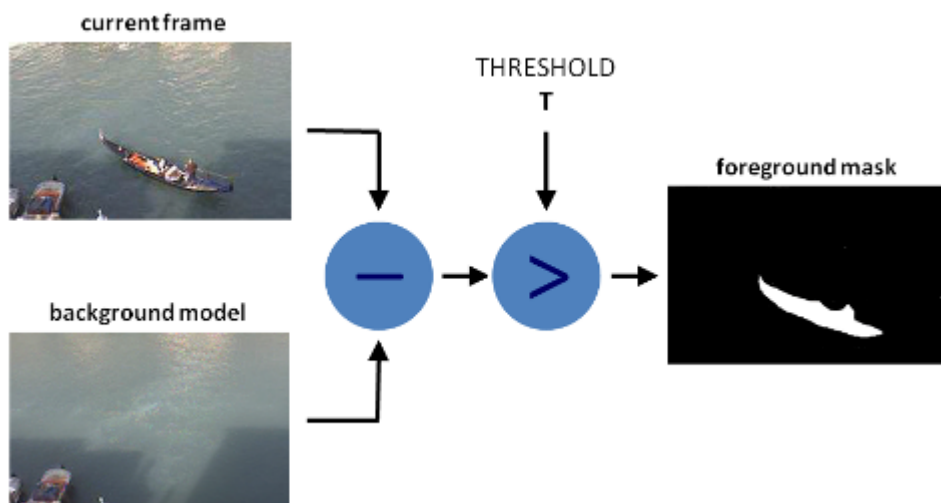 current frame
THRESHOLD
T
foreground mask
−
>
background model